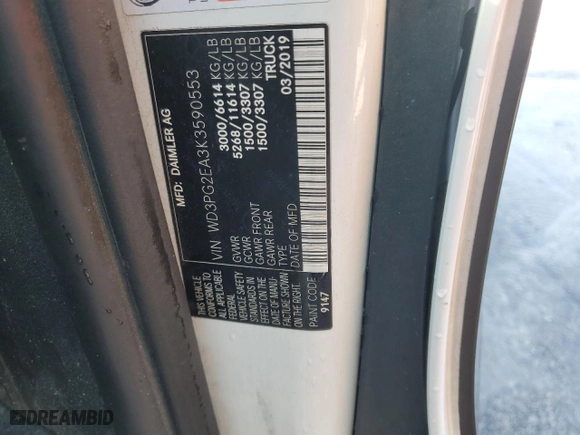 MFD: DAIMLER AG
VIN WD3PG2EA3K3590553
GVWR 3000/6614 KG/LB
GCWR 5268/11614 KG/LB
GAWR FRONT 1500/3307 KG/LB
GAWR REAR 1500/3307 KG/LB
TYPE TRUCK
DATE OF MFD 03/2019
THIS VEHICLE
CONFORMS TO
ALL APPLICABLE
FEDERAL
VEHICLE SAFETY
STANDARDS IN
EFFECT ON THE
DATE OF MANU-
FACTURE SHOWN
ON THE RIGHT.
PAINT CODE
9147
DREAMBID